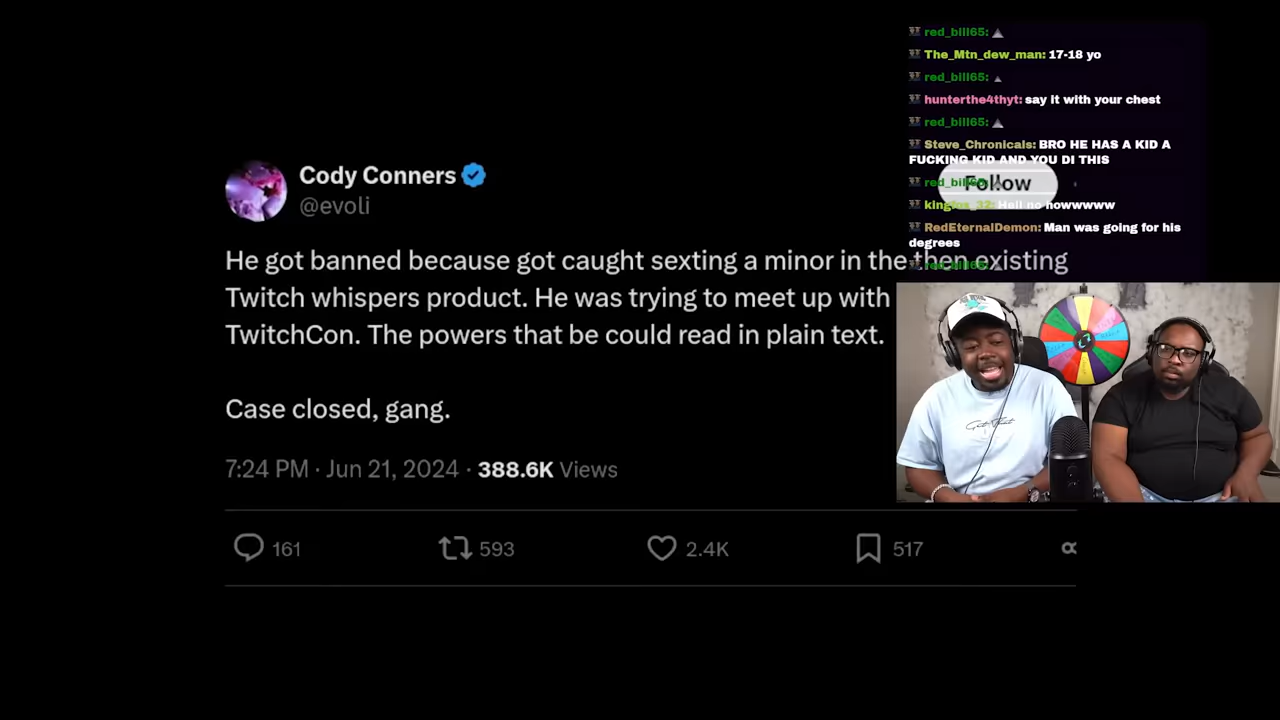 Cody Conners
@evoli
Follow
He got banned because got caught sexting a minor in the then existing
Twitch whispers product. He was trying to meet up with
TwitchCon. The powers that be could read in plain text.
Case closed, gang.
7:24 PM · Jun 21, 2024 · 388.6K Views
161
593
2.4K
517
red_bill65:
The_Mtn_dew_man: 17-18 yo
red_bill65:
hunterthe4thyt: say it with your chest
red_bill65:
Steve_Chronicals: BRO HE HAS A KID A
FUCKING KID AND YOU DI THIS
red_bill65:
Hell no howwwww
RedEternalDemon: Man was going for his
degrees
red_bill65: